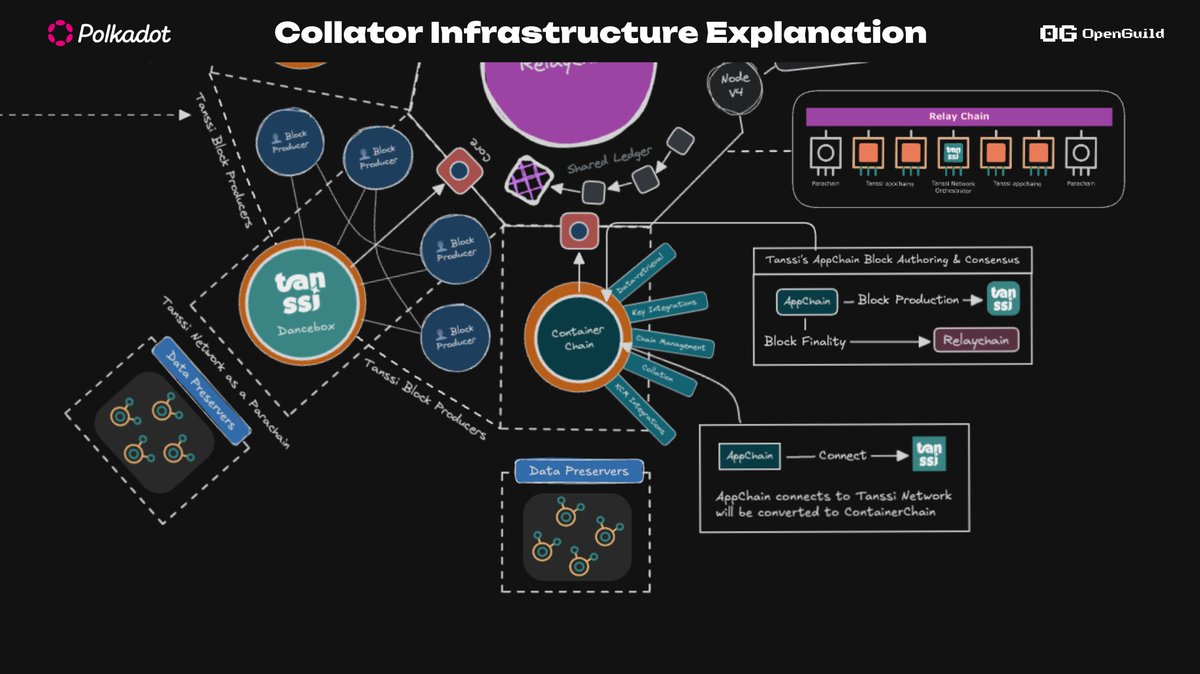 Polkadot
Collator Infrastructure Explanation
OG OpenGuild
RelayChain
Node
V4
Relay Chain
Parachain
Tanssi appchains
tanssi
Tanssi Network
Orchestrator
Tanssi appchains
Parachain
Tanssi Block Producers
Block
Producer
Block
Producer
Core
Shared Ledger
Block
Producer
Block
Producer
tan
ssi
Dancebox
Tanssi Network as a Parachain
Tanssi Block Producers
Data Preservers
Container
Chain
Data-retrieval
Key Integrations
Chain Management
Collation
XCM Integrations
Tanssi's AppChain Block Authoring & Consensus
AppChain
Block Production
tan
ssi
Block Finality
Relaychain
AppChain
Connect
tan
ssi
AppChain connects to Tanssi Network
will be converted to ContainerChain
Data Preservers